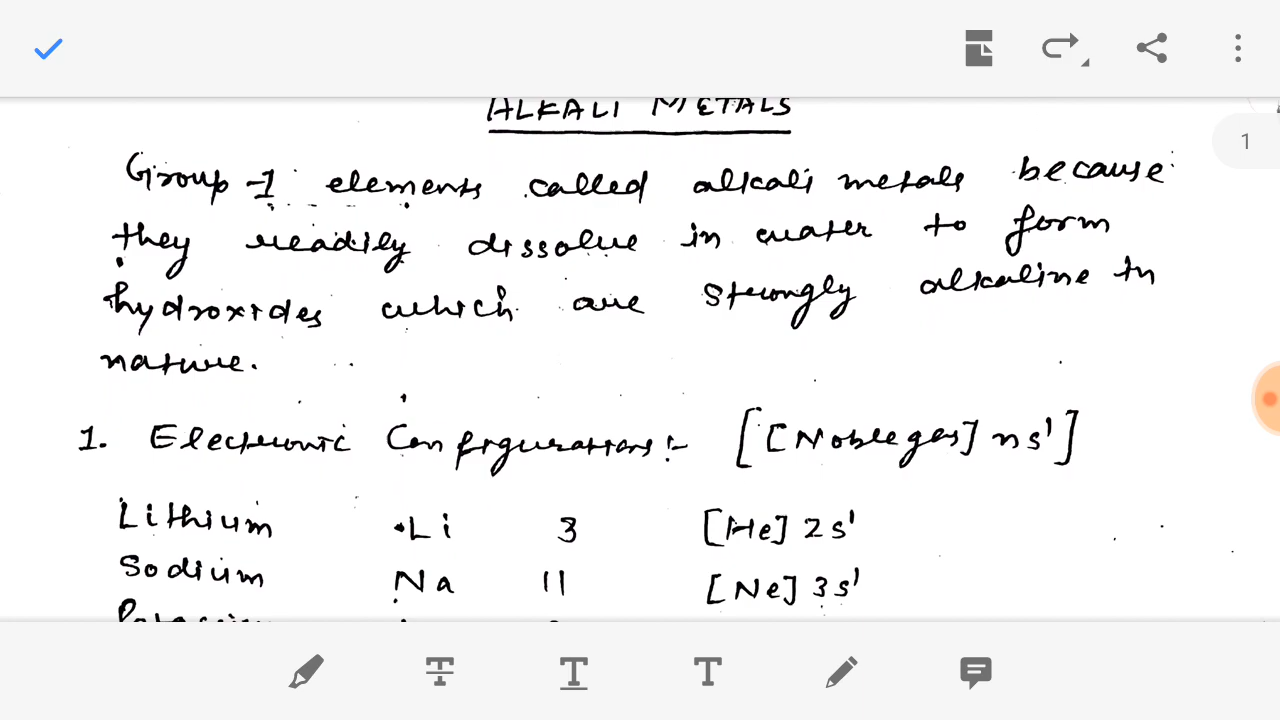 ALKALI METALS
1
Group-1 elements called alkali metals because
they readily dissolve in water to form
hydroxides which are strongly alkaline in
nature.
1. Electronic Configurations:- [[Noble gas] ns¹]
Lithium Li 3 [He] 2s¹
Sodium Na 11 [Ne] 3s¹
T T T